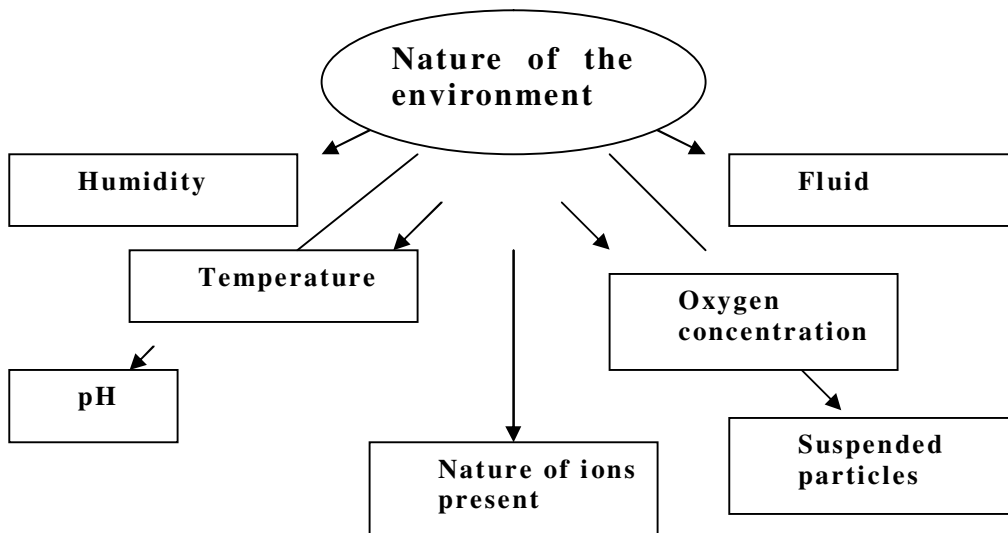 Nature of the
environment
Humidity
Fluid
Temperature
Oxygen
concentration
pH
Suspended
particles
Nature of ions
present